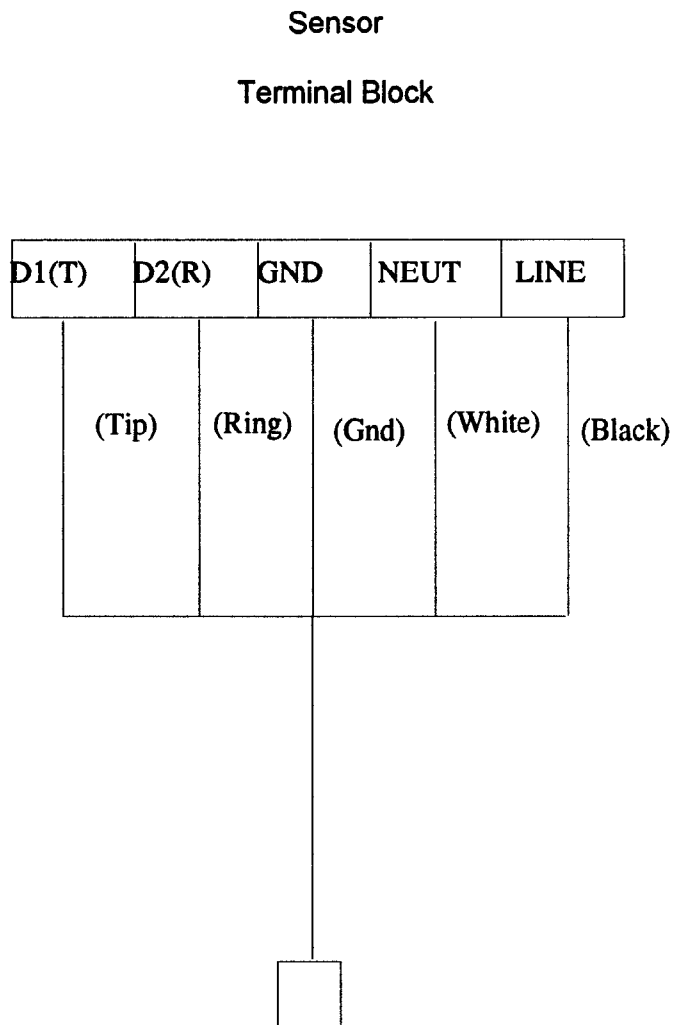 Sensor
Terminal Block
D1(T) D2(R) GND NEUT LINE
(Tip) (Ring) (Gnd) (White) (Black)